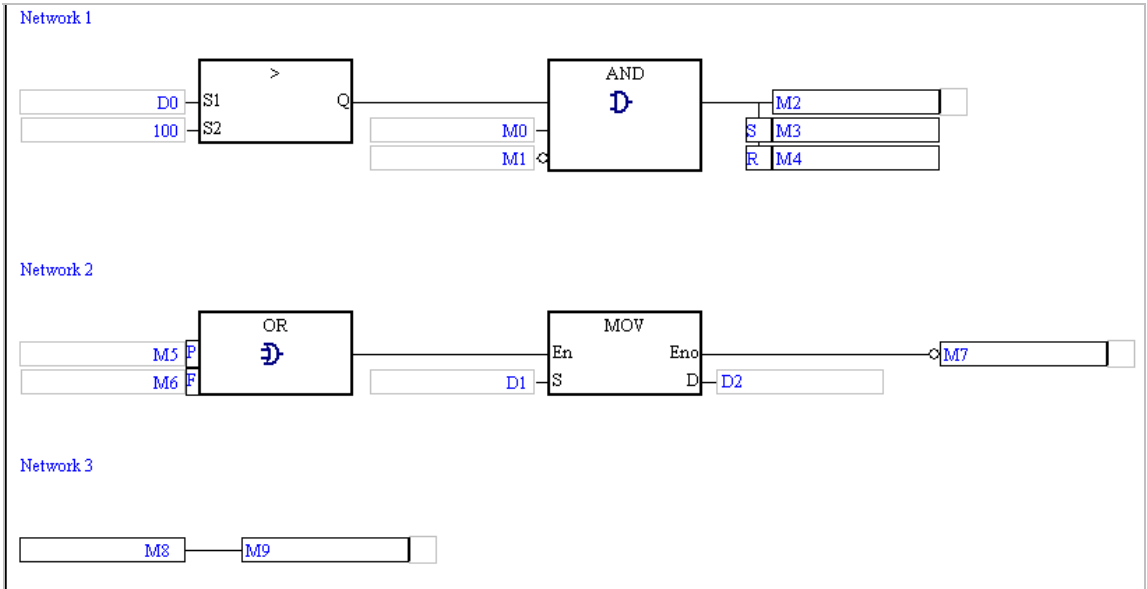 Network 1
> AND
D0 S1 Q M2
100 S2 M0 S M3
M1 R M4
Network 2
OR MOV
M5 P En Eno M7
M6 F D1 S D D2
Network 3
M8 M9